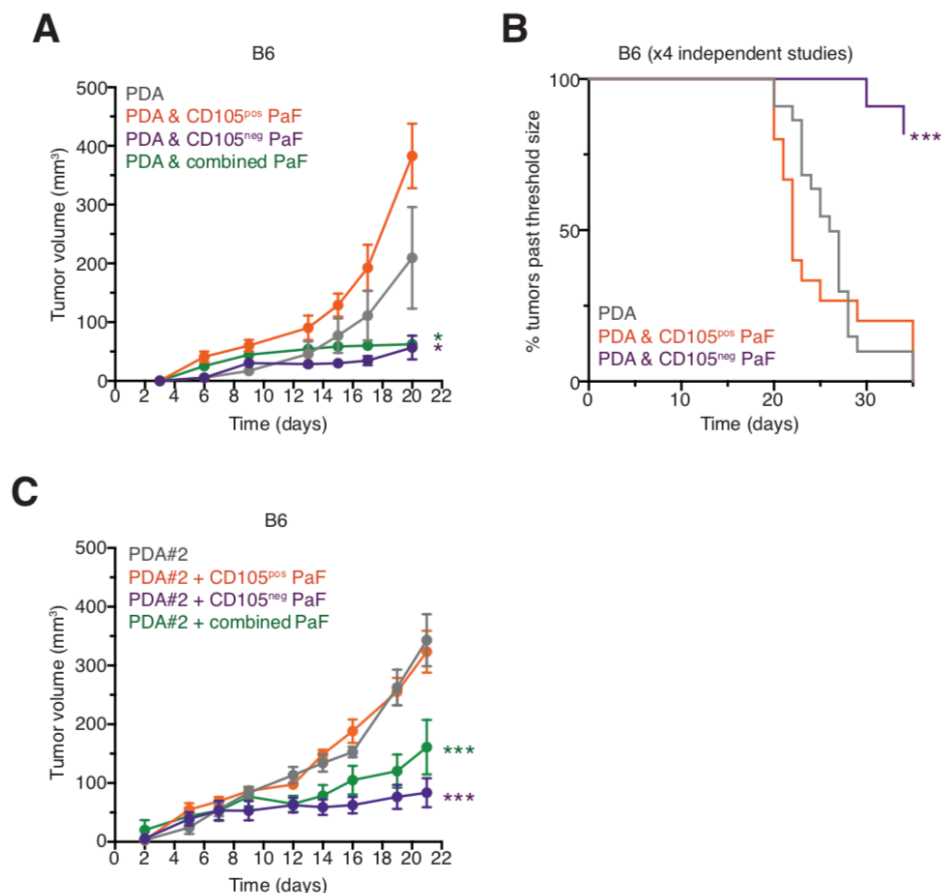 A
B6
500
400
300
200
100
0
Tumor volume (mm³)
PDA
PDA & CD105pos PaF
PDA & CD105neg PaF
PDA & combined PaF
*
*
0 2 4 6 8 10 12 14 16 18 20 22
Time (days)
B
B6 (x4 independent studies)
100
50
0
% tumors past threshold size
***
PDA
PDA & CD105pos PaF
PDA & CD105neg PaF
0 10 20 30
Time (days)
C
B6
500
400
300
200
100
0
Tumor volume (mm³)
PDA#2
PDA#2 + CD105pos PaF
PDA#2 + CD105neg PaF
PDA#2 + combined PaF
***
***
0 2 4 6 8 10 12 14 16 18 20 22
Time (days)